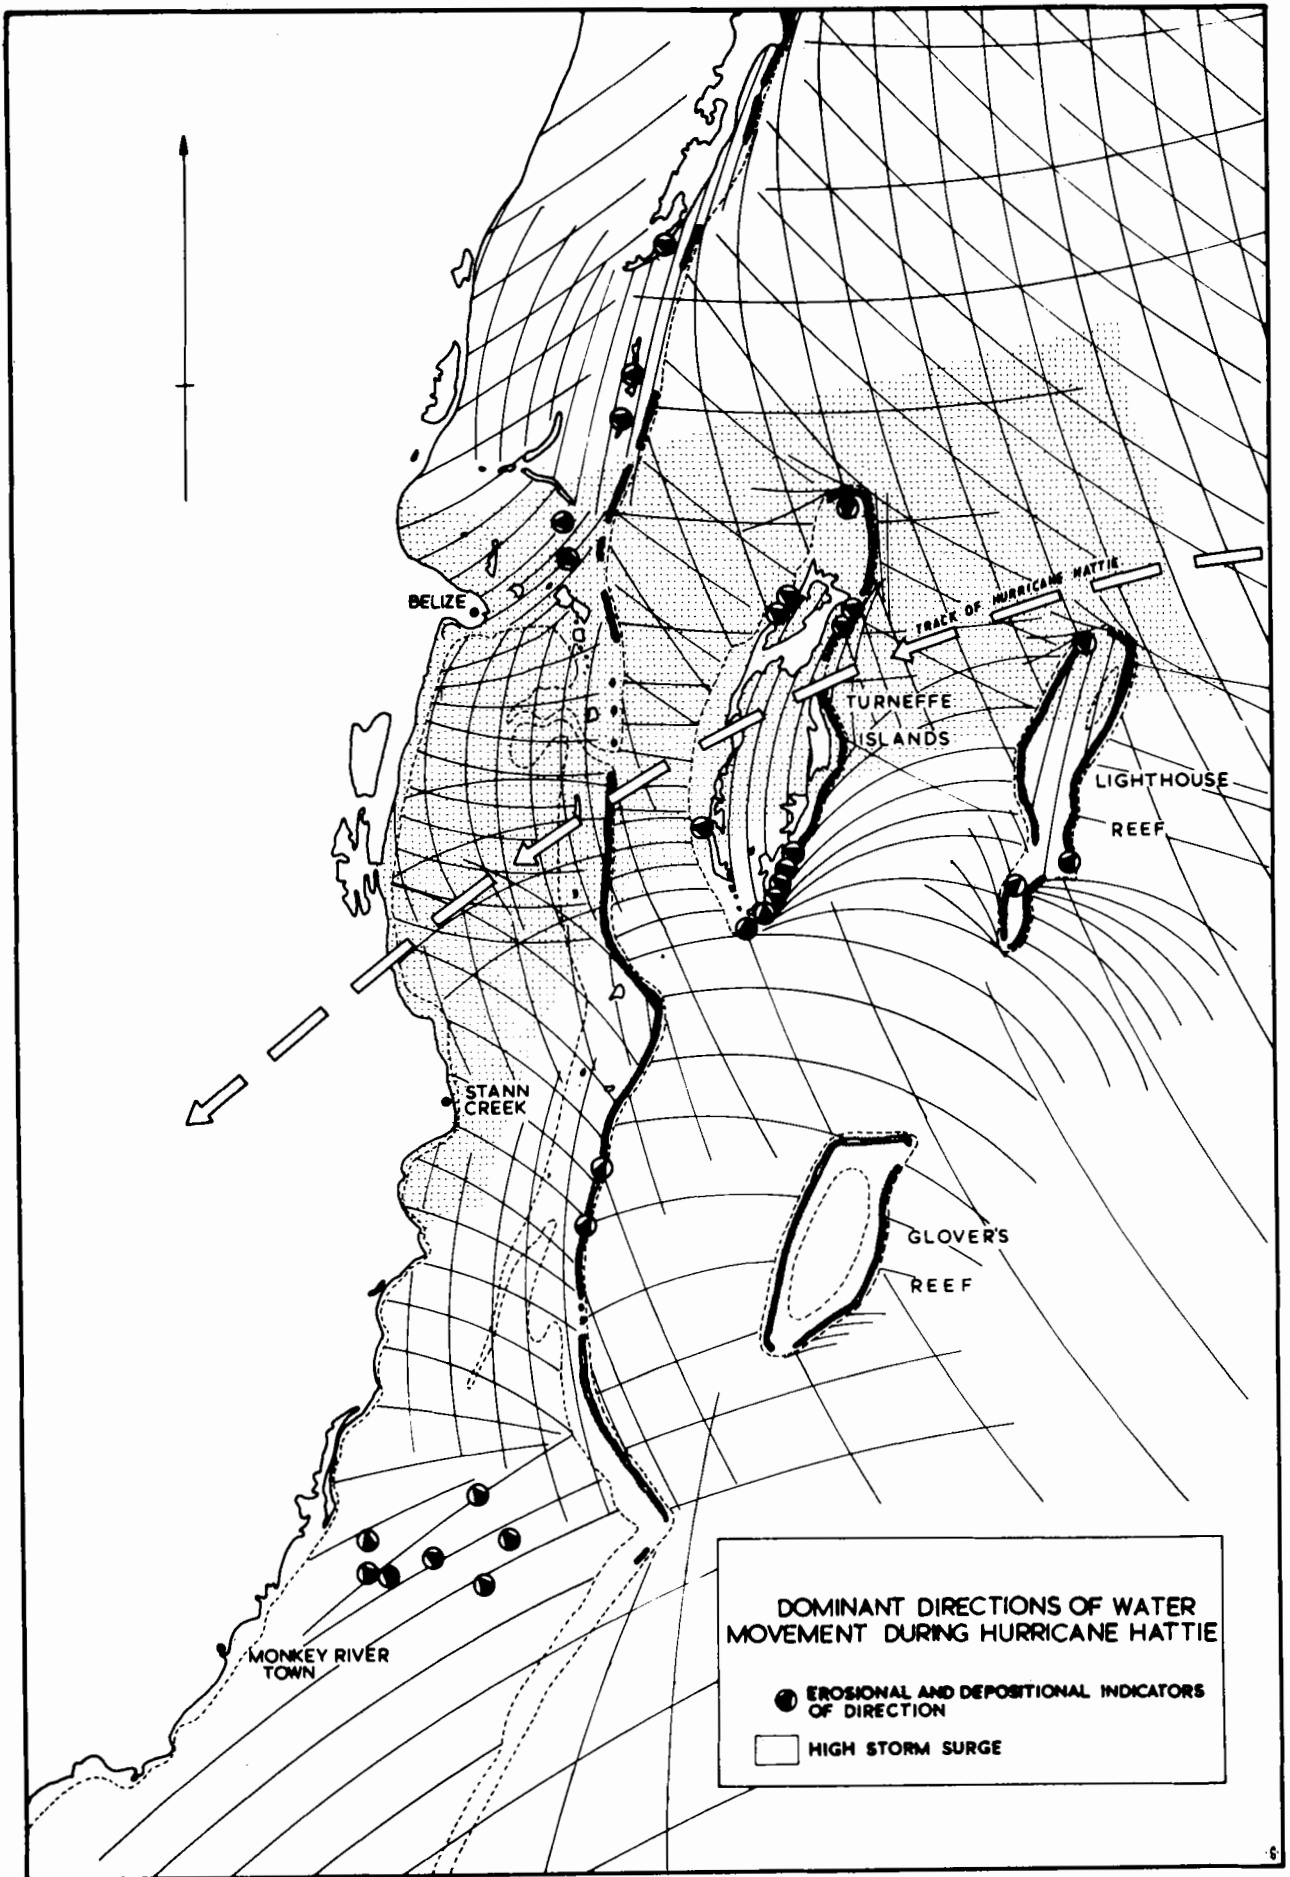 BELIZE
TRACK OF HURRICANE HATTIE
TURNEFFE
ISLANDS
LIGHTHOUSE
REEF
STANN
CREEK
GLOVER'S
REEF
MONKEY RIVER
TOWN
DOMINANT DIRECTIONS OF WATER
MOVEMENT DURING HURRICANE HATTIE
EROSIONAL AND DEPOSITIONAL INDICATORS
OF DIRECTION
HIGH STORM SURGE